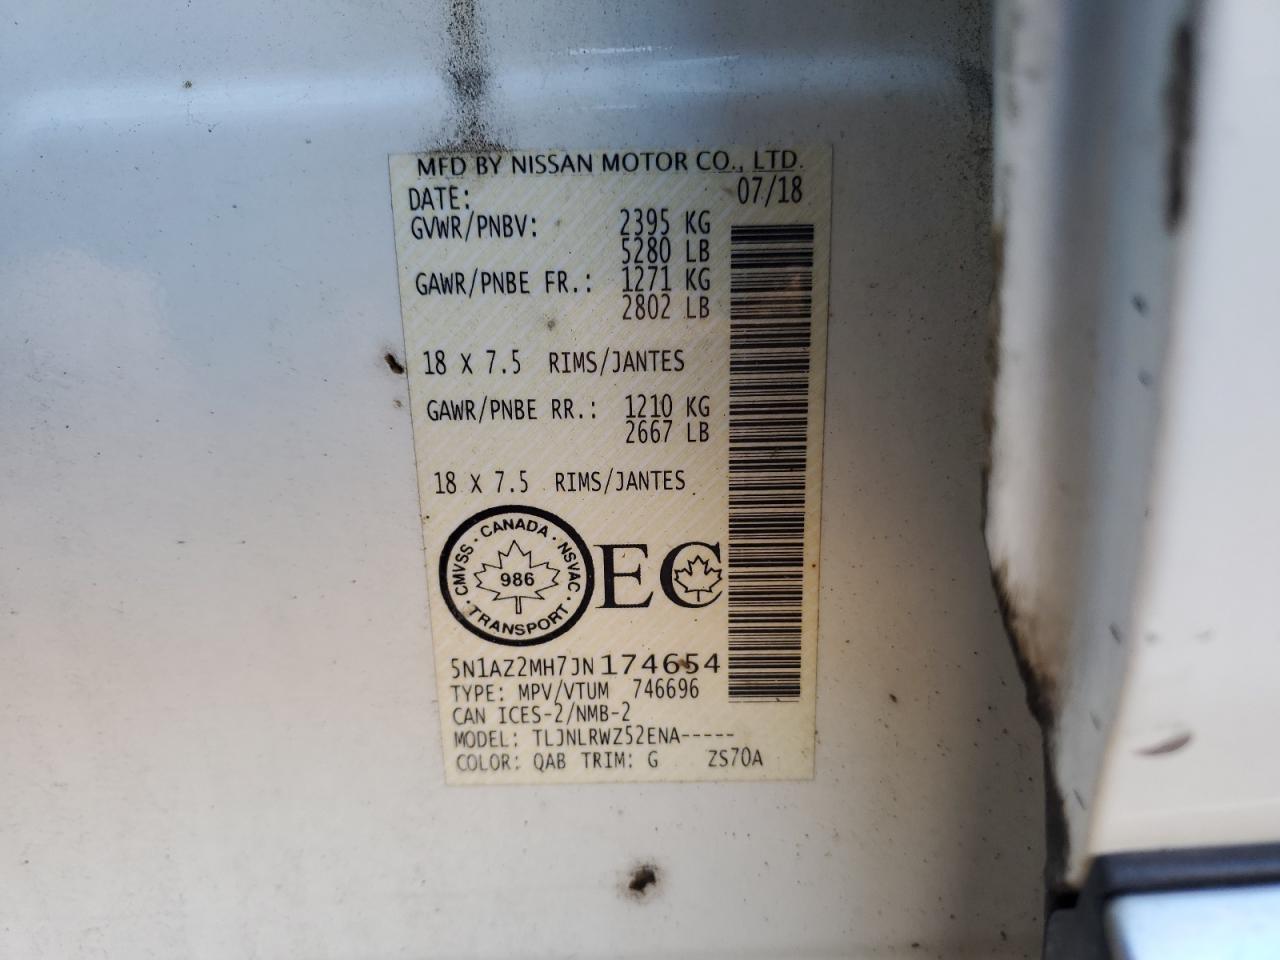 MFD BY NISSAN MOTOR CO., LTD.
DATE: 07/18
GVWR/PNBV: 2395 KG
5280 LB
GAWR/PNBE FR.: 1271 KG
2802 LB
18 X 7.5 RIMS/JANTES
GAWR/PNBE RR.: 1210 KG
2667 LB
18 X 7.5 RIMS/JANTES
CMVSS · CANADA · NSVAC · TRANSPORT ·
986
EC
5N1AZ2MH7JN174654
TYPE: MPV/VTUM 746696
CAN ICES-2/NMB-2
MODEL: TLJNLRWZ52ENA-----
COLOR: QAB TRIM: G ZS70A